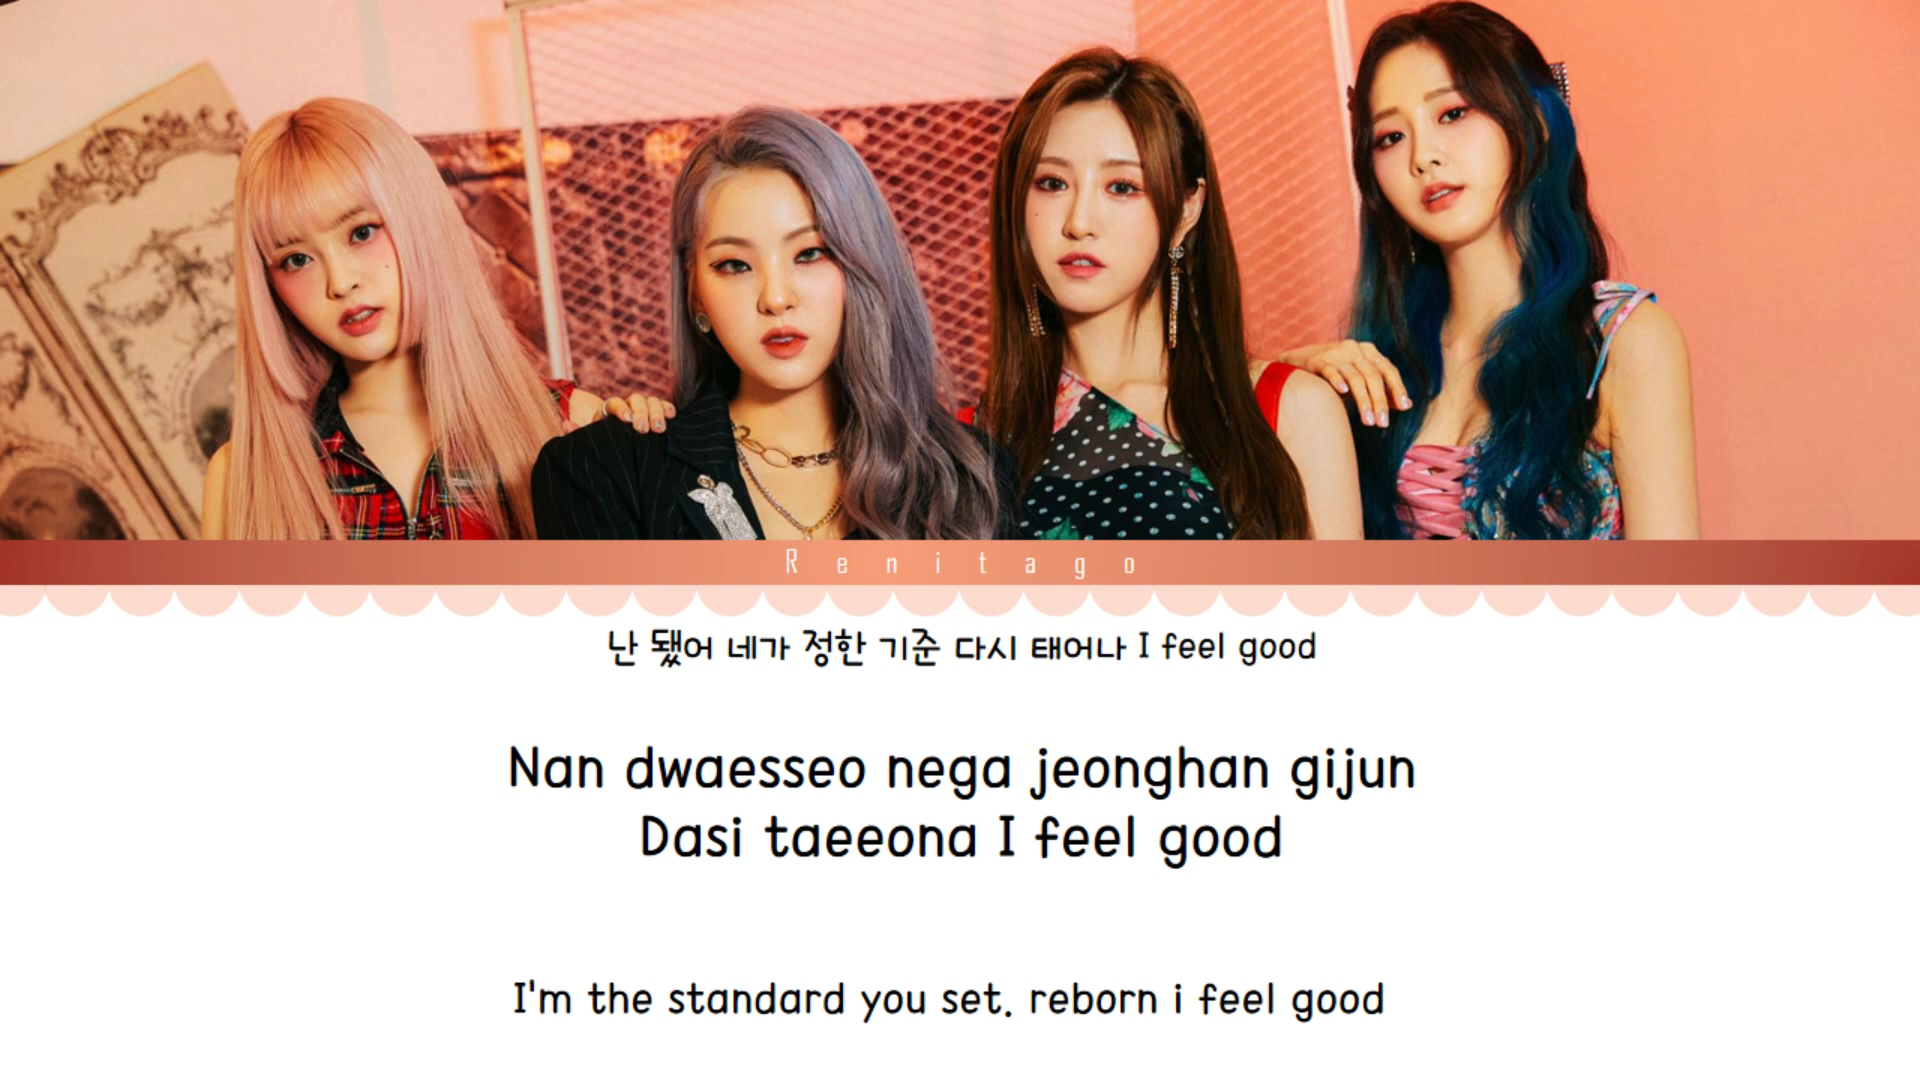 Renitago
난 됐어 네가 정한 기준 다시 태어나 I feel good
Nan dwaesseo nega jeonghan gijun
Dasi taeeona I feel good
I'm the standard you set. reborn i feel good